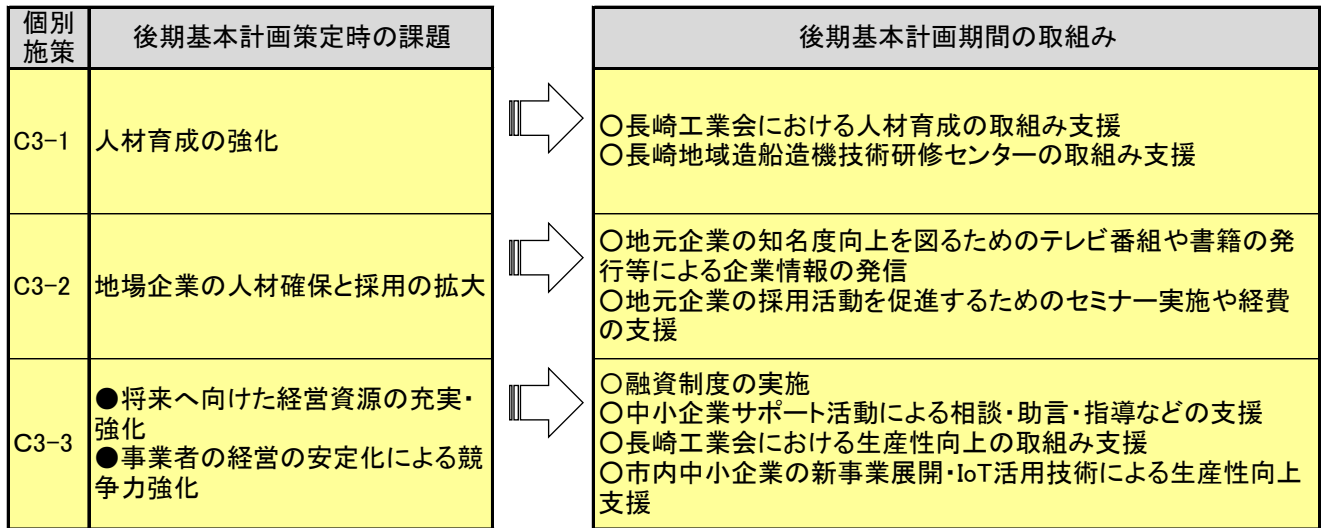 個別
施策
後期基本計画策定時の課題
後期基本計画期間の取組み
C3-1
人材育成の強化
○長崎工業会における人材育成の取組み支援
○長崎地域造船造機技術研修センターの取組み支援
C3-2
地場企業の人材確保と採用の拡大
○地元企業の知名度向上を図るためのテレビ番組や書籍の発
行等による企業情報の発信
○地元企業の採用活動を促進するためのセミナー実施や経費
の支援
C3-3
●将来へ向けた経営資源の充実・
強化
●事業者の経営の安定化による競
争力強化
○融資制度の実施
○中小企業サポート活動による相談・助言・指導などの支援
○長崎工業会における生産性向上の取組み支援
○市内中小企業の新事業展開・IoT活用技術による生産性向上
支援